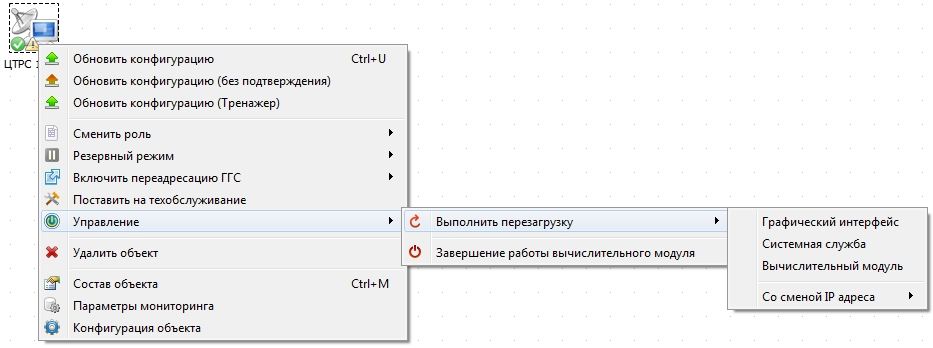 ЦТРС
Обновить конфигурацию Ctrl+U
Обновить конфигурацию (без подтверждения)
Обновить конфигурацию (Тренажер)
Сменить роль
Резервный режим
Включить переадресацию ГГС
Поставить на техобслуживание
Управление
Удалить объект
Состав объекта Ctrl+M
Параметры мониторинга
Конфигурация объекта
Выполнить перезагрузку
Завершение работы вычислительного модуля
Графический интерфейс
Системная служба
Вычислительный модуль
Со сменой IP адреса